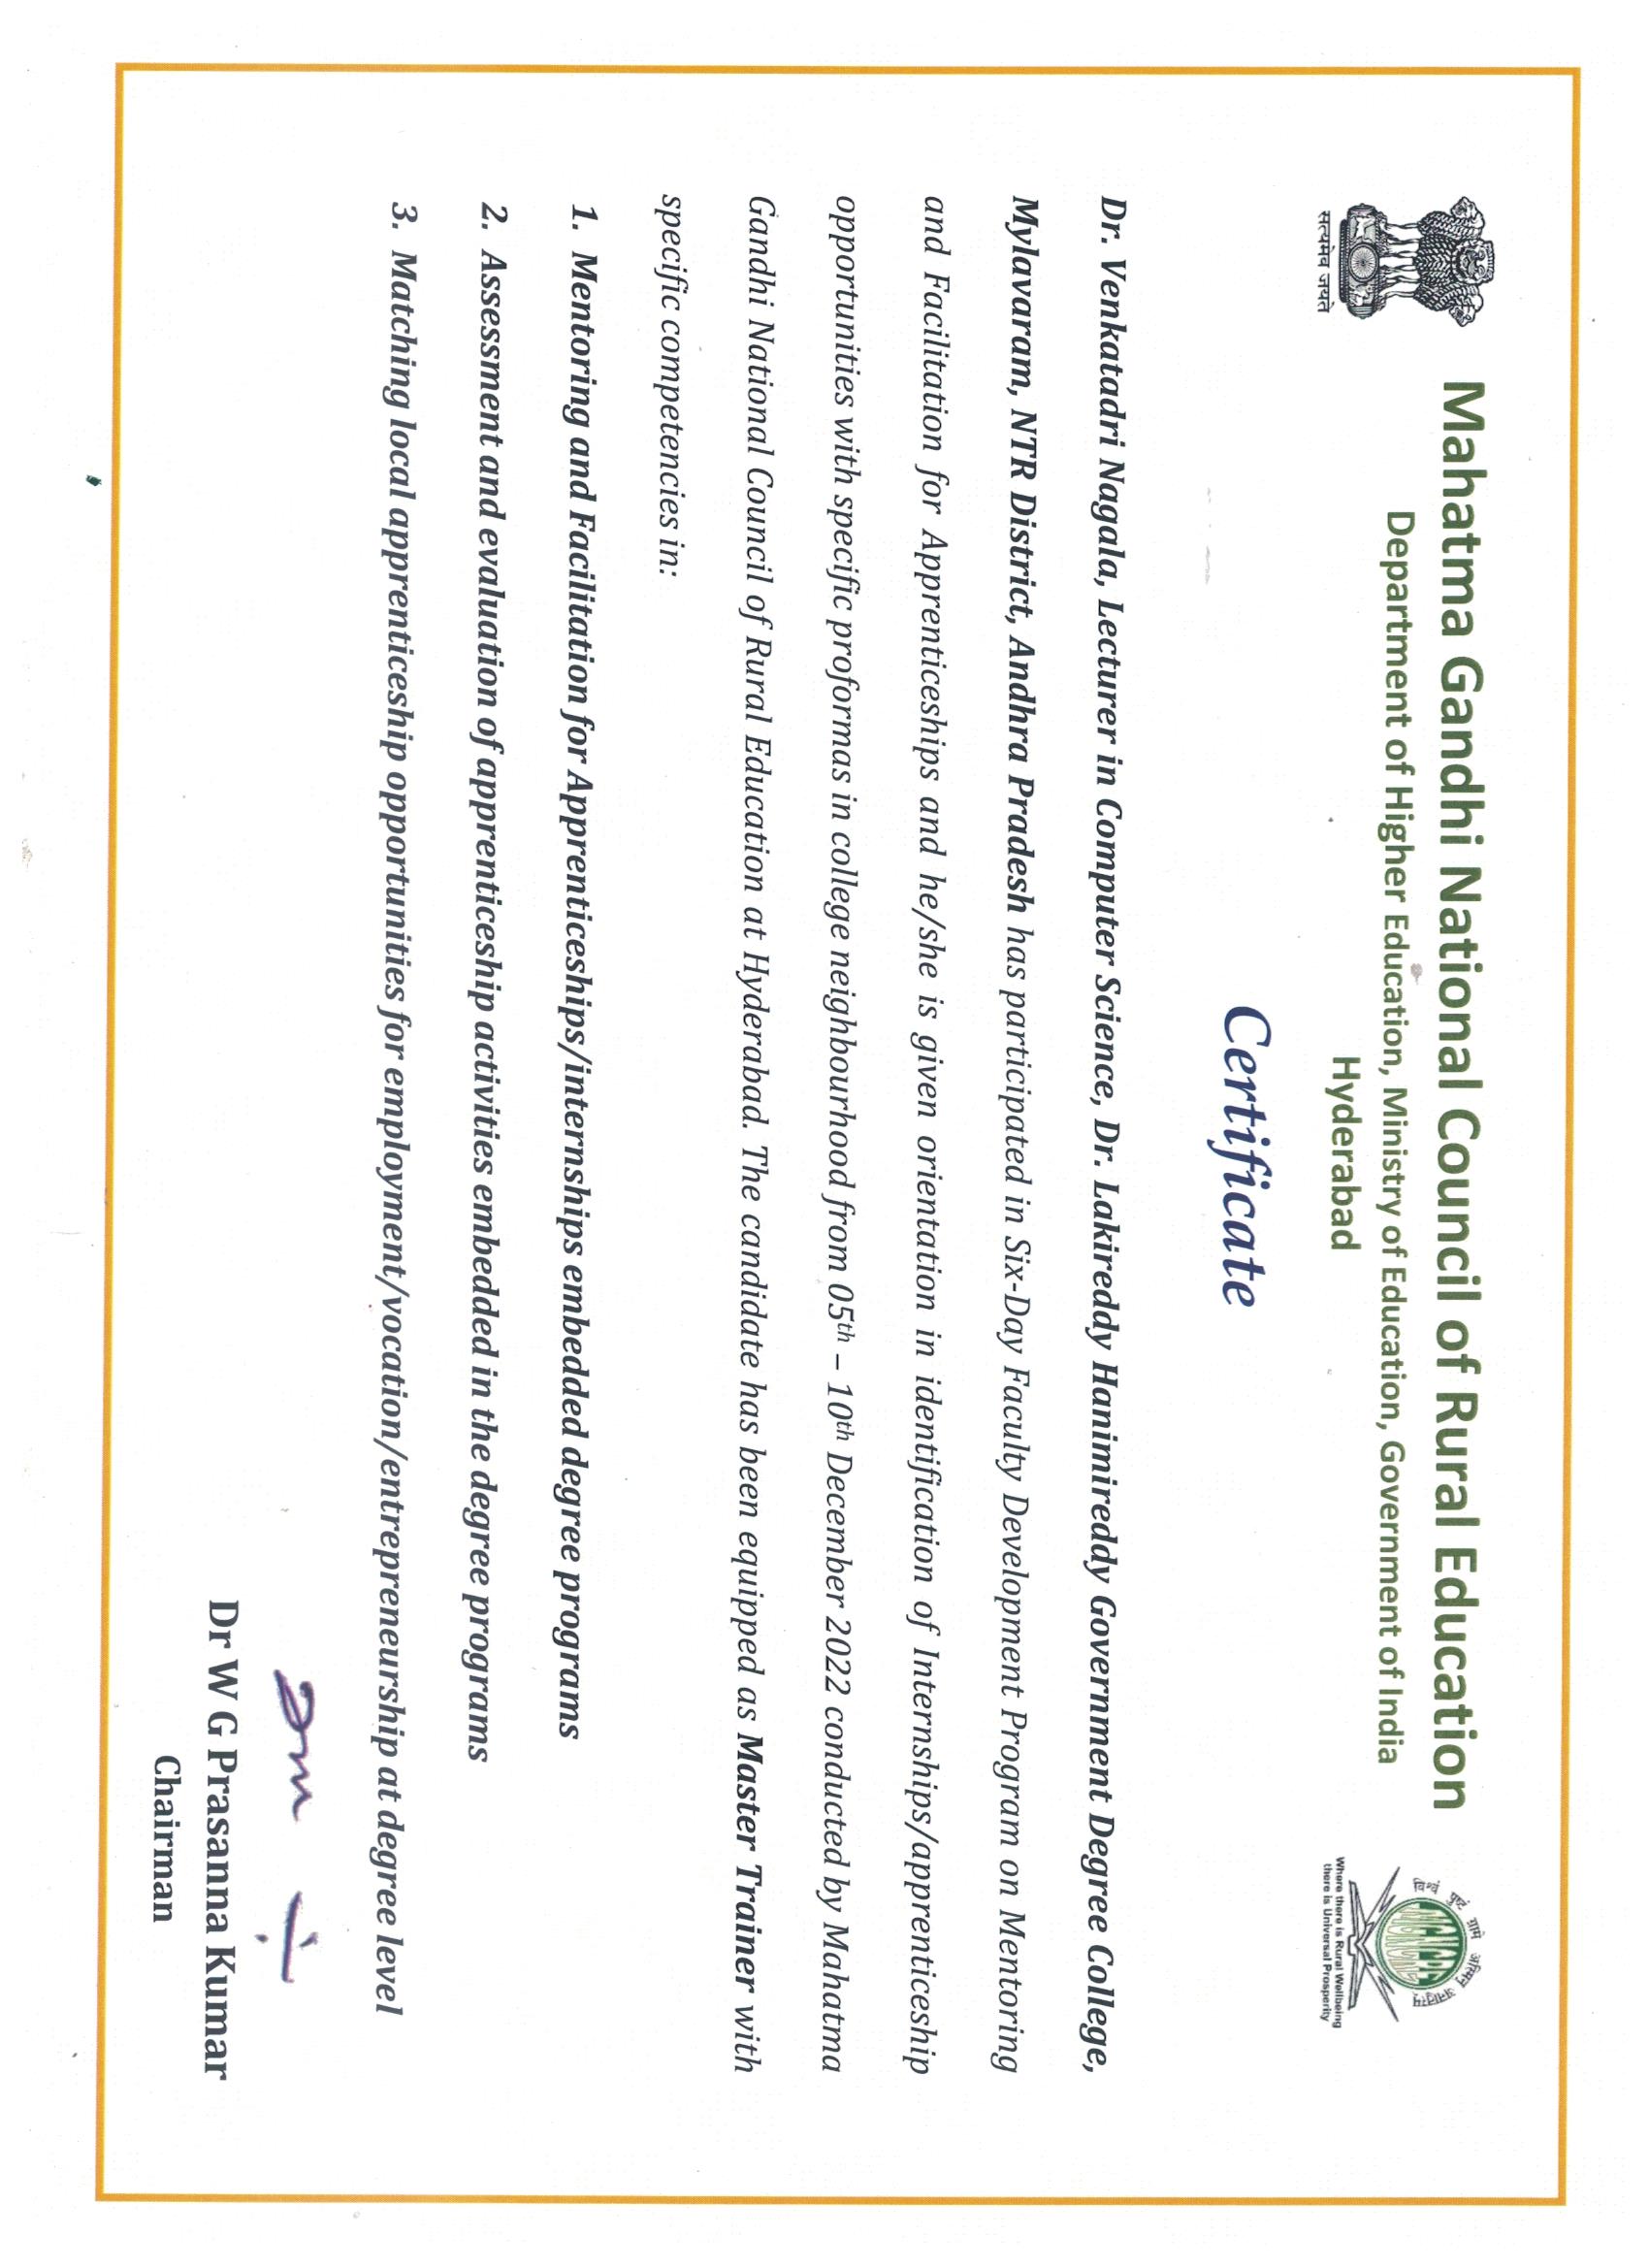 Mahatma Gandhi National Council of Rural Education
Department of Higher Education, Ministry of Education, Government of India
Hyderabad
सत्यमेव जयते
विश्वं पुष्टं ग्रामे अस्मिन् अनातुरम्
MGNCRE
Where there is Rural Wellbeing
there is Universal Prosperity
Certificate
Dr. Venkatadri Nagala, Lecturer in Computer Science, Dr. Lakireddy Hanimireddy Government Degree College,
Mylavaram, NTR District, Andhra Pradesh has participated in Six-Day Faculty Development Program on Mentoring
and Facilitation for Apprenticeships and he/she is given orientation in identification of Internships/apprenticeship
opportunities with specific proformas in college neighbourhood from 05th – 10th December 2022 conducted by Mahatma
Gandhi National Council of Rural Education at Hyderabad. The candidate has been equipped as Master Trainer with
specific competencies in:
1. Mentoring and Facilitation for Apprenticeships/internships embedded degree programs
2. Assessment and evaluation of apprenticeship activities embedded in the degree programs
3. Matching local apprenticeship opportunities for employment/vocation/entrepreneurship at degree level
Dr W G Prasanna Kumar
Chairman